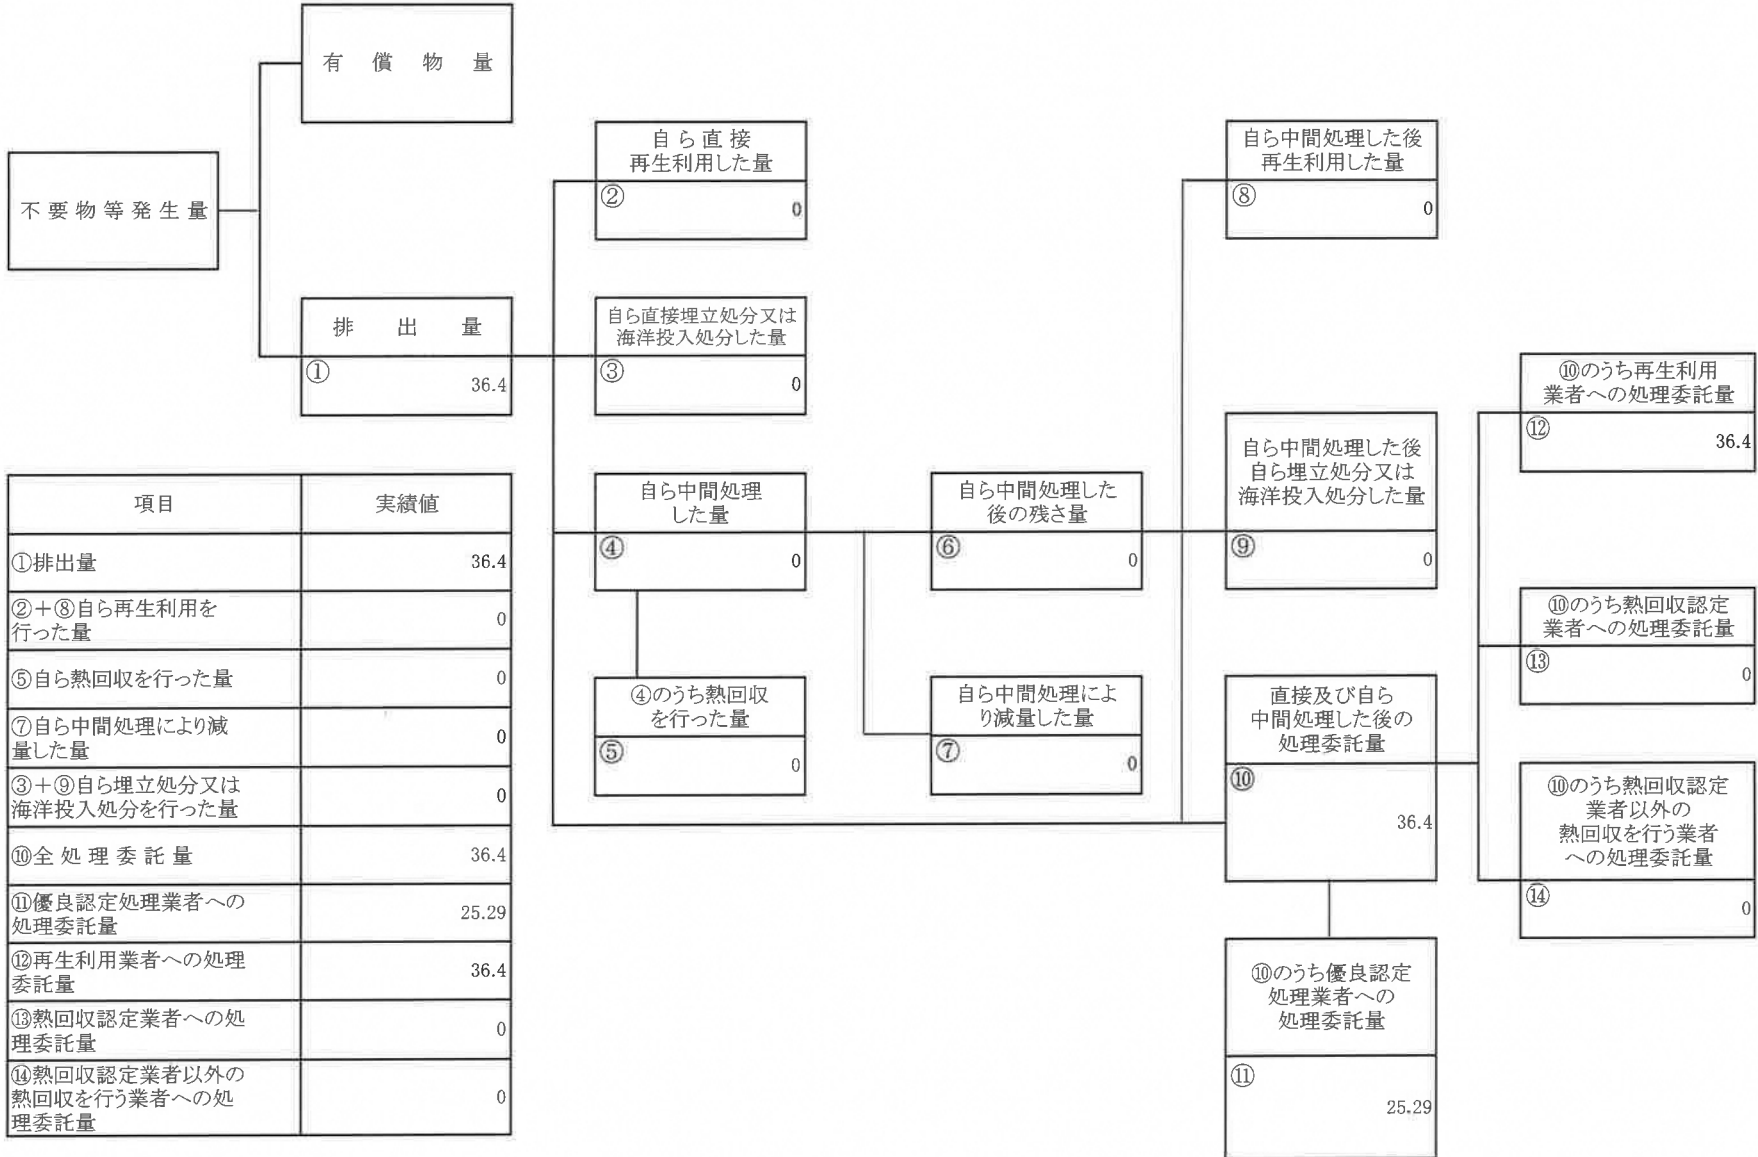 有償物量
不要物等発生量
排出量
①
36.4
自ら直接
再生利用した量
②
0
自ら直接埋立処分又は
海洋投入処分した量
③
0
自ら中間処理
した量
④
0
④のうち熱回収
を行った量
⑤
0
自ら中間処理した
後の残さ量
⑥
0
自ら中間処理によ
り減量した量
⑦
0
自ら中間処理した後
再生利用した量
⑧
0
自ら中間処理した後
自ら埋立処分又は
海洋投入処分した量
⑨
0
直接及び自ら
中間処理した後の
処理委託量
⑩
36.4
⑩のうち優良認定
処理業者への
処理委託量
⑪
25.29
⑩のうち再生利用
業者への処理委託量
⑫
36.4
⑩のうち熱回収認定
業者への処理委託量
⑬
0
⑩のうち熱回収認定
業者以外の
熱回収を行う業者
への処理委託量
⑭
0
項目 実績値
①排出量 36.4
②+⑧自ら再生利用を
行った量 0
⑤自ら熱回収を行った量 0
⑦自ら中間処理により減
量した量 0
③+⑨自ら埋立処分又は
海洋投入処分を行った量 0
⑩全処理委託量 36.4
⑪優良認定処理業者への
処理委託量 25.29
⑫再生利用業者への処理
委託量 36.4
⑬熱回収認定業者への処
理委託量 0
⑭熱回収認定業者以外の
熱回収を行う業者への処
理委託量 0